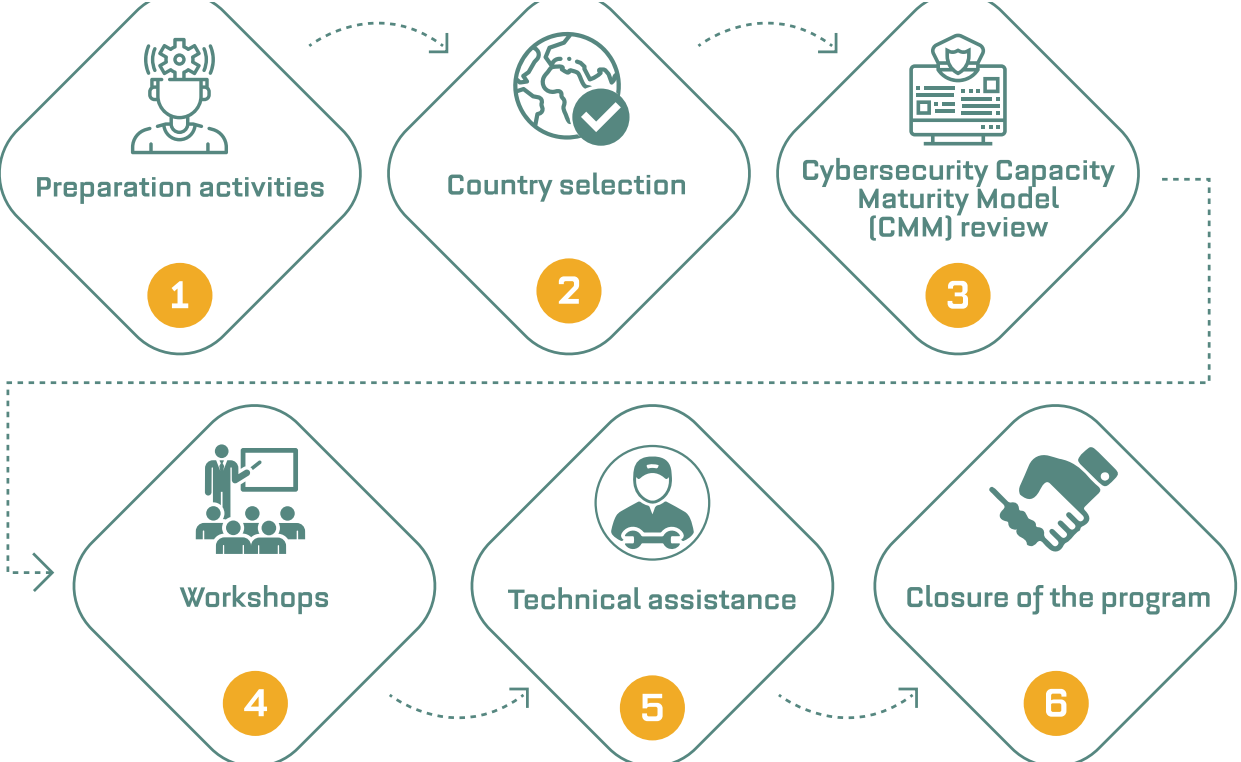 Preparation activities
1
Country selection
2
Cybersecurity Capacity
Maturity Model
(CMM) review
3
Workshops
4
Technical assistance
5
Closure of the program
6